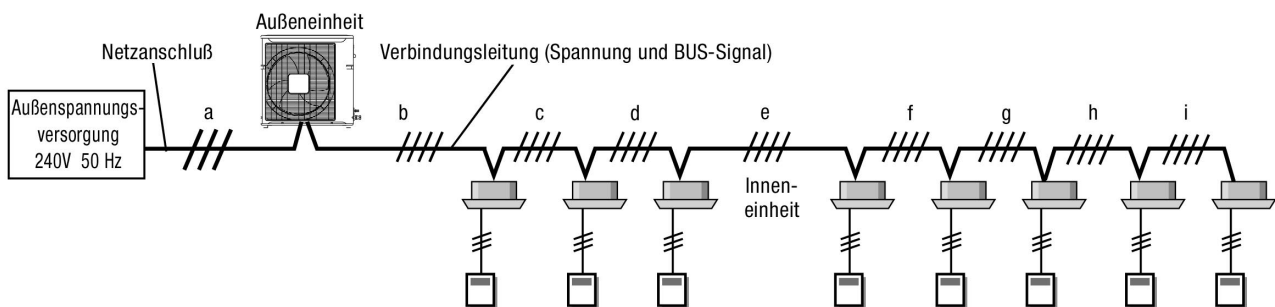 Außeneinheit
Netzanschluß
Verbindungsleitung (Spannung und BUS-Signal)
Außenspannungs-
versorgung
240V 50 Hz
a
b
c
d
e
f
g
h
i
Innen-
einheit